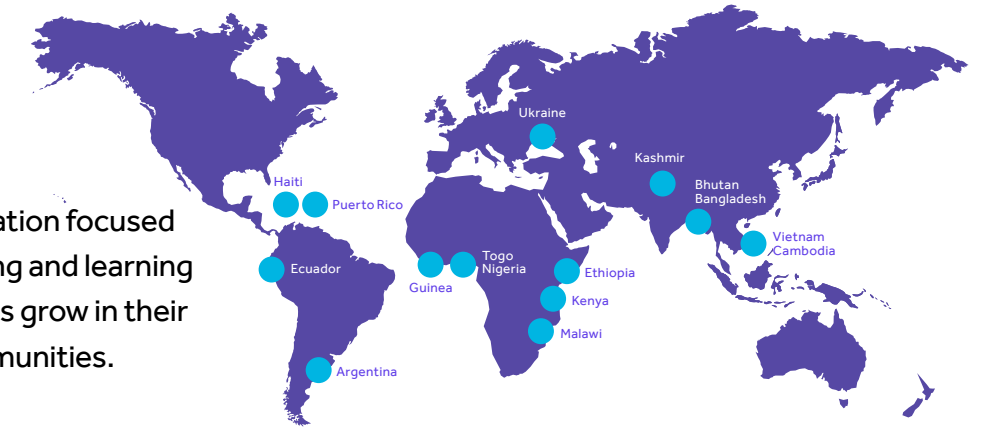 ation focused
ng and learning
s grow in their
munities.
Ukraine
Kashmir
Bhutan
Bangladesh
Haiti
Puerto Rico
Vietnam
Cambodia
Ecuador
Togo
Nigeria
Guinea
Ethiopia
Kenya
Malawi
Argentina